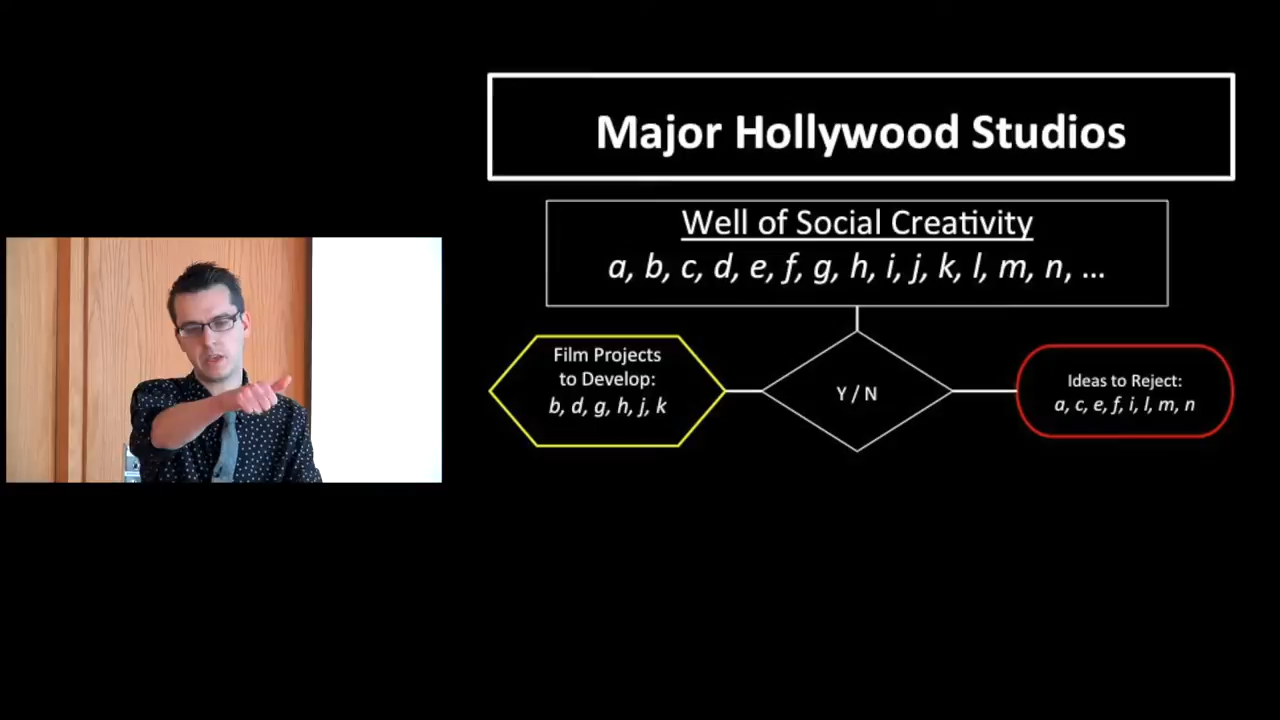 Major Hollywood Studios
Well of Social Creativity
a, b, c, d, e, f, g, h, i, j, k, l, m, n, ...
Film Projects
to Develop:
b, d, g, h, j, k
Y / N
Ideas to Reject:
a, c, e, f, i, l, m, n